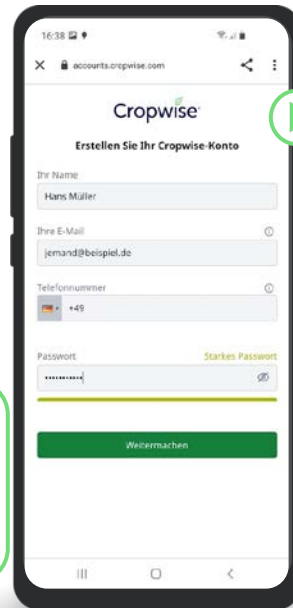 16:38
accounts.cropwise.com
Cropwise
Erstellen Sie Ihr Cropwise-Konto
Ihr Name
Hans Müller
Ihre E-Mail
jemand@beispiel.de
Telefonnummer
+49
Passwort Starkes Passwort
••••••••••
Weitermachen